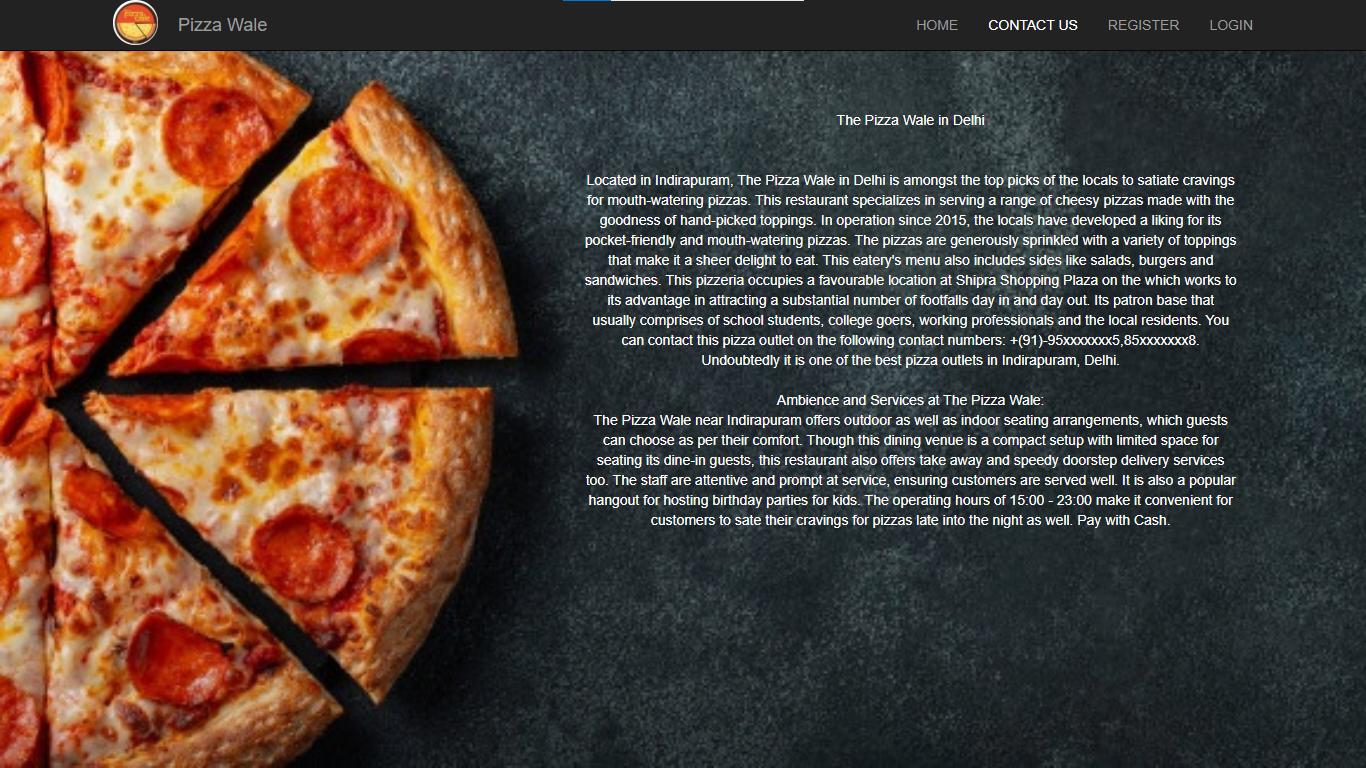 Pizza Wale
HOME
CONTACT US
REGISTER
LOGIN
The Pizza Wale in Delhi
Located in Indirapuram, The Pizza Wale in Delhi is amongst the top picks of the locals to satiate cravings
for mouth-watering pizzas. This restaurant specializes in serving a range of cheesy pizzas made with the
goodness of hand-picked toppings. In operation since 2015, the locals have developed a liking for its
pocket-friendly and mouth-watering pizzas. The pizzas are generously sprinkled with a variety of toppings
that make it a sheer delight to eat. This eatery's menu also includes sides like salads, burgers and
sandwiches. This pizzeria occupies a favourable location at Shipra Shopping Plaza on the which works to
its advantage in attracting a substantial number of footfalls day in and day out. Its patron base that
usually comprises of school students, college goers, working professionals and the local residents. You
can contact this pizza outlet on the following contact numbers: +(91)-95xxxxxxx5,85xxxxxxx8.
Undoubtedly it is one of the best pizza outlets in Indirapuram, Delhi.
Ambience and Services at The Pizza Wale:
The Pizza Wale near Indirapuram offers outdoor as well as indoor seating arrangements, which guests
can choose as per their comfort. Though this dining venue is a compact setup with limited space for
seating its dine-in guests, this restaurant also offers take away and speedy doorstep delivery services
too. The staff are attentive and prompt at service, ensuring customers are served well. It is also a popular
hangout for hosting birthday parties for kids. The operating hours of 15:00 - 23:00 make it convenient for
customers to sate their cravings for pizzas late into the night as well. Pay with Cash.